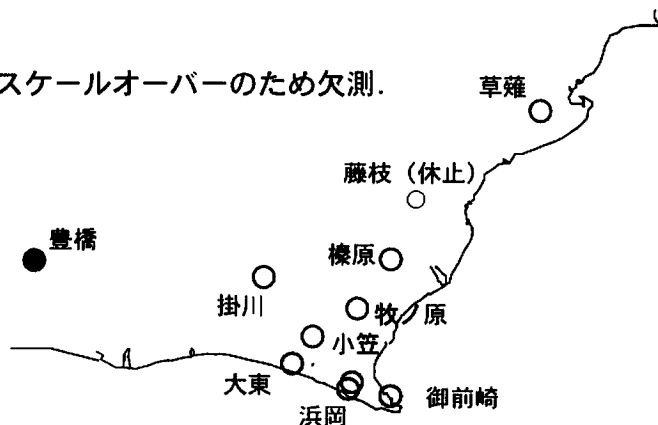 スケールオーバーのため欠測.
草薙
藤枝（休止）
豊橋
榛原
掛川
牧ノ原
小笠
大東
御前崎
浜岡